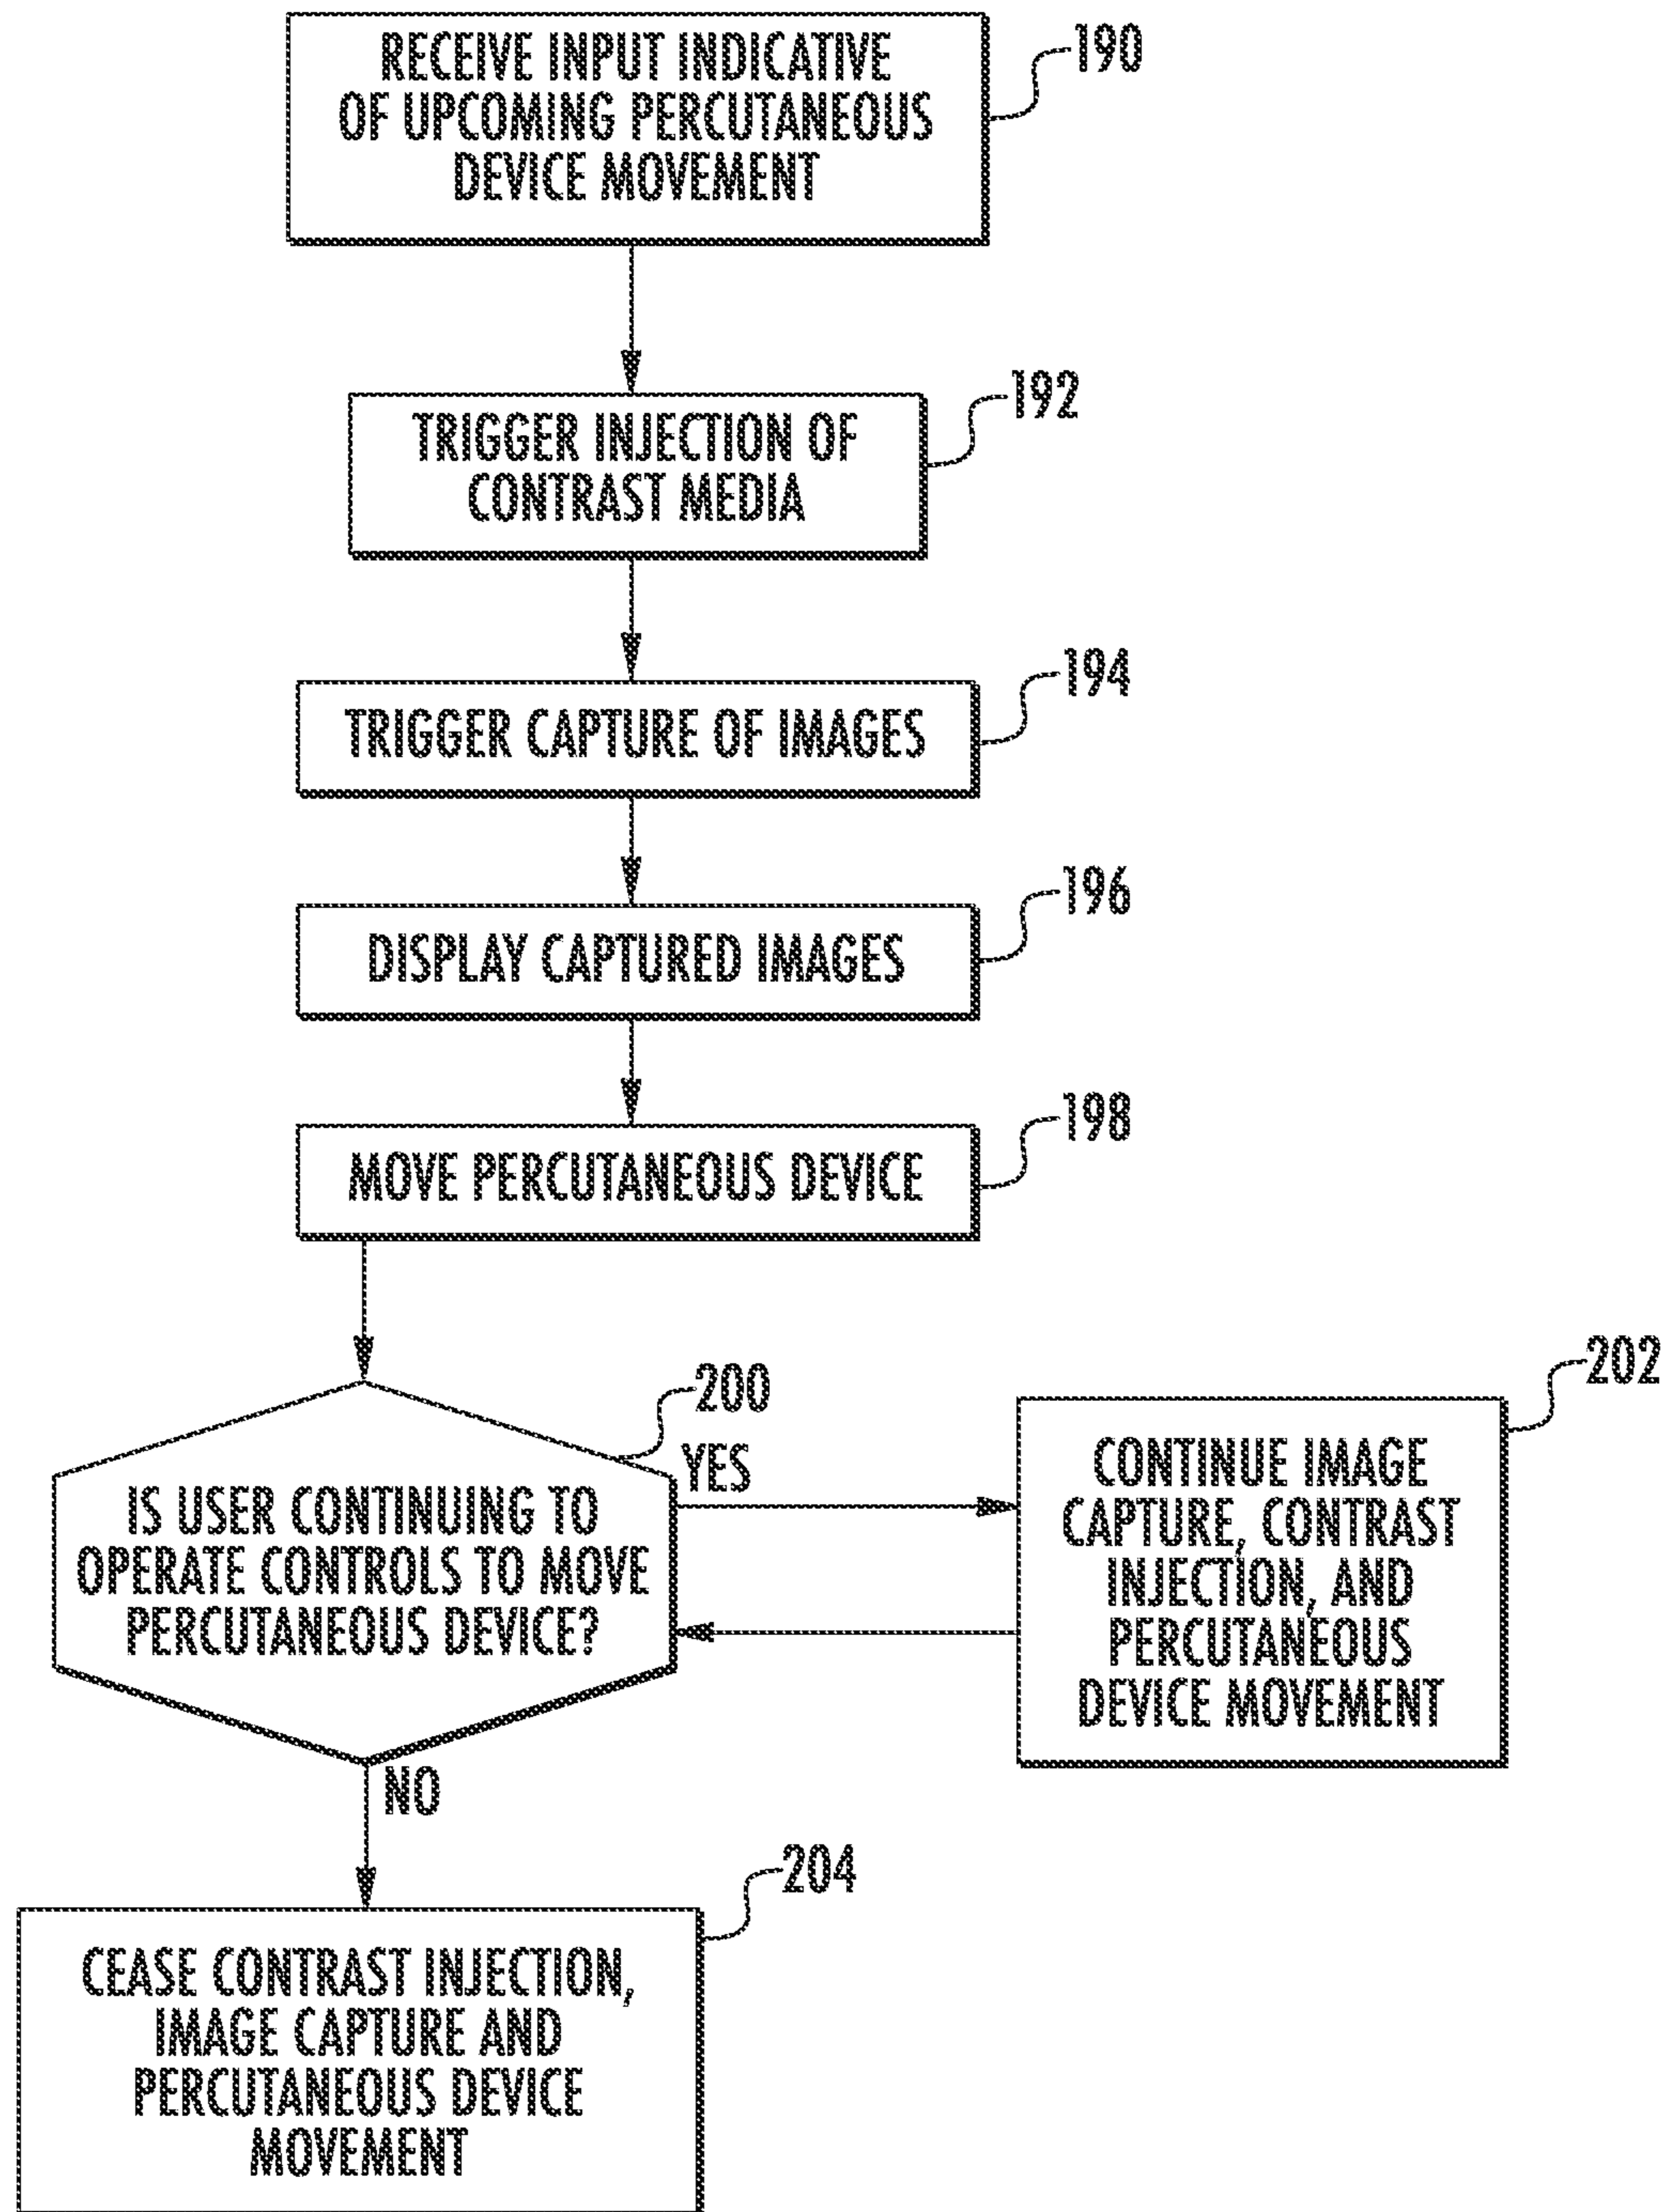 RECEIVE INPUT INDICATIVE
OF UPCOMING PERCUTANEOUS
DEVICE MOVEMENT
190
TRIGGER INJECTION OF
CONTRAST MEDIA
192
TRIGGER CAPTURE OF IMAGES
194
DISPLAY CAPTURED IMAGES
196
MOVE PERCUTANEOUS DEVICE
198
IS USER CONTINUING TO
OPERATE CONTROLS TO MOVE
PERCUTANEOUS DEVICE?
200
YES
CONTINUE IMAGE
CAPTURE, CONTRAST
INJECTION, AND
PERCUTANEOUS
DEVICE MOVEMENT
202
NO
CEASE CONTRAST INJECTION,
IMAGE CAPTURE AND
PERCUTANEOUS DEVICE
MOVEMENT
204